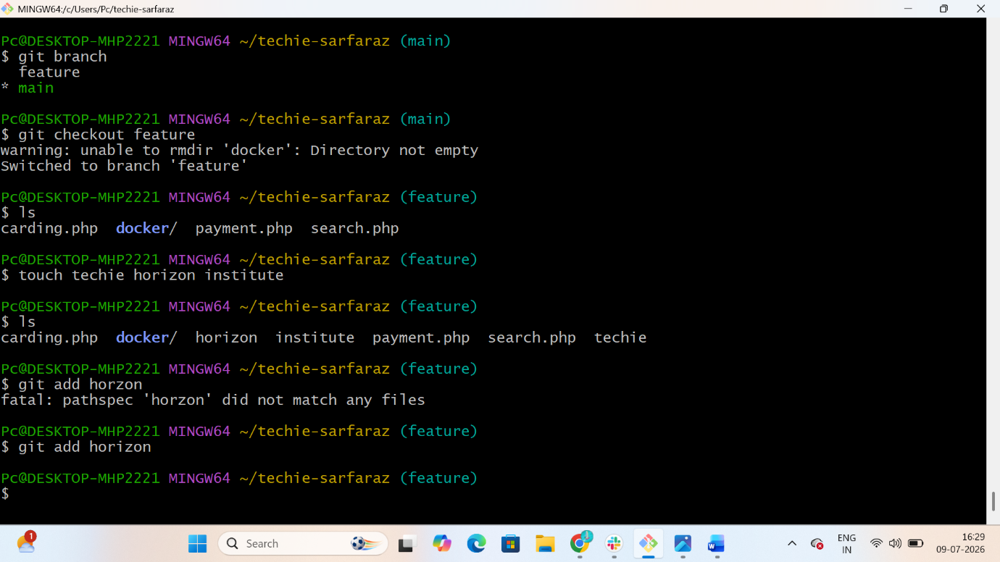 MINGW64:/c/Users/Pc/techie-sarfaraz
Pc@DESKTOP-MHP2221 MINGW64 ~/techie-sarfaraz (main)
$ git branch
  feature
* main
Pc@DESKTOP-MHP2221 MINGW64 ~/techie-sarfaraz (main)
$ git checkout feature
warning: unable to rmdir 'docker': Directory not empty
Switched to branch 'feature'
Pc@DESKTOP-MHP2221 MINGW64 ~/techie-sarfaraz (feature)
$ ls
carding.php  docker/  payment.php  search.php
Pc@DESKTOP-MHP2221 MINGW64 ~/techie-sarfaraz (feature)
$ touch techie horizon institute
Pc@DESKTOP-MHP2221 MINGW64 ~/techie-sarfaraz (feature)
$ ls
carding.php  docker/  horizon  institute  payment.php  search.php  techie
Pc@DESKTOP-MHP2221 MINGW64 ~/techie-sarfaraz (feature)
$ git add horzon
fatal: pathspec 'horzon' did not match any files
Pc@DESKTOP-MHP2221 MINGW64 ~/techie-sarfaraz (feature)
$ git add horizon
Pc@DESKTOP-MHP2221 MINGW64 ~/techie-sarfaraz (feature)
$
1
Search
J
W
ENG
IN
16:29
09-07-2026